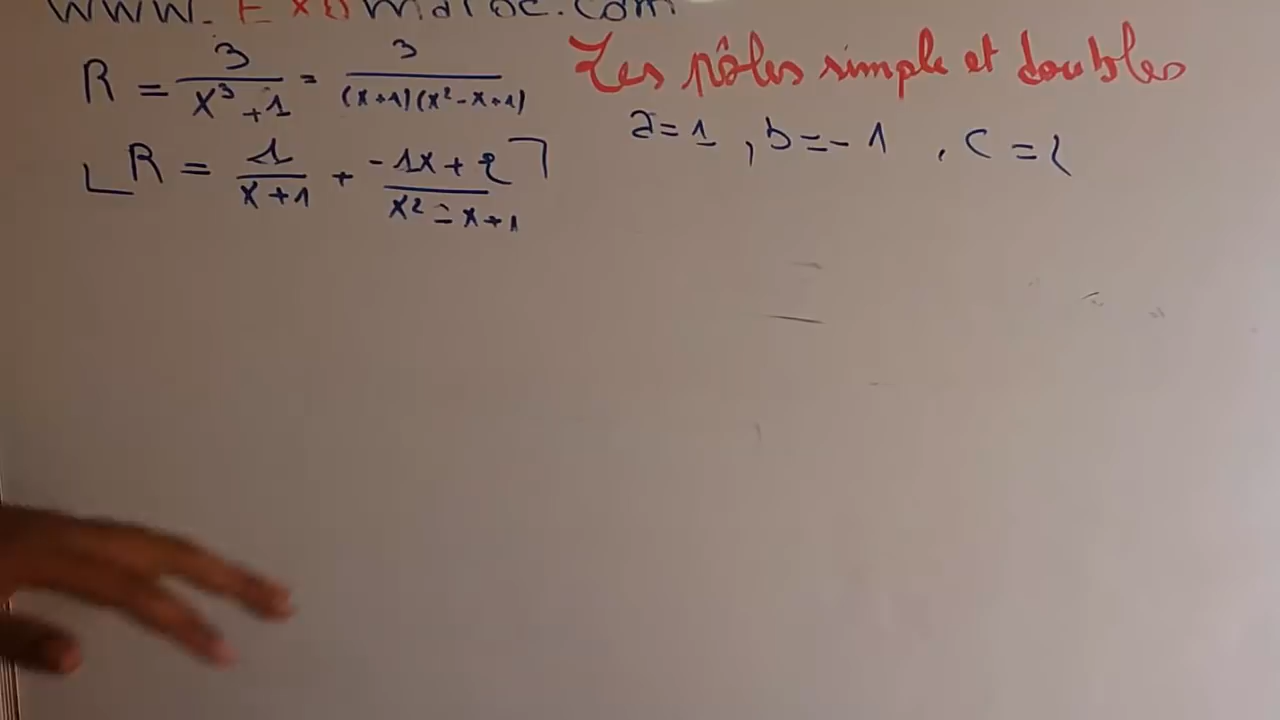 www.Exomaroc.com
Les pôles simple et doubles
R = 3/(x³+1) = 3/((x+1)(x²-x+1))
a=1, b=-1, c=2
R = 1/(x+1) + (-1x+2)/(x²-x+1)